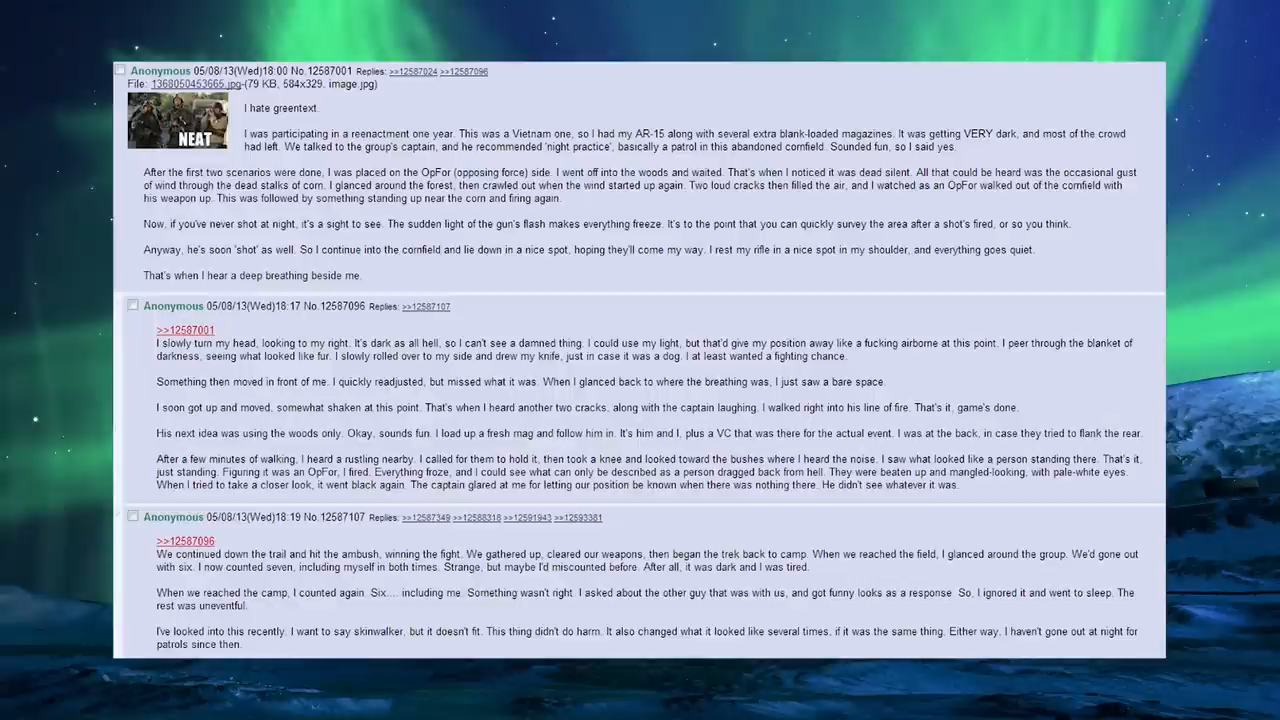 Anonymous 05/08/13(Wed)18:00 No.12587001 Replies: >>12587024 >>12587096
File: 1368050453665.jpg-(79 KB, 584x329, image.jpg)
NEAT
I hate greentext.
I was participating in a reenactment one year. This was a Vietnam one, so I had my AR-15 along with several extra blank-loaded magazines. It was getting VERY dark, and most of the crowd
had left. We talked to the group's captain, and he recommended 'night practice', basically a patrol in this abandoned cornfield. Sounded fun, so I said yes.
After the first two scenarios were done, I was placed on the OpFor (opposing force) side. I went off into the woods and waited. That's when I noticed it was dead silent. All that could be heard was the occasional gust
of wind through the dead stalks of corn. I glanced around the forest, then crawled out when the wind started up again. Two loud cracks then filled the air, and I watched as an OpFor walked out of the cornfield with
his weapon up. This was followed by something standing up near the corn and firing again.
Now, if you've never shot at night, it's a sight to see. The sudden light of the gun's flash makes everything freeze. It's to the point that you can quickly survey the area after a shot's fired, or so you think.
Anyway, he's soon 'shot' as well. So I continue into the cornfield and lie down in a nice spot, hoping they'll come my way. I rest my rifle in a nice spot in my shoulder, and everything goes quiet.
That's when I hear a deep breathing beside me.
Anonymous 05/08/13(Wed)18:17 No.12587096 Replies: >>12587107
>>12587001
I slowly turn my head, looking to my right. It's dark as all hell, so I can't see a damned thing. I could use my light, but that'd give my position away like a fucking airborne at this point. I peer through the blanket of
darkness, seeing what looked like fur. I slowly rolled over to my side and drew my knife, just in case it was a dog. I at least wanted a fighting chance.
Something then moved in front of me. I quickly readjusted, but missed what it was. When I glanced back to where the breathing was, I just saw a bare space.
I soon got up and moved, somewhat shaken at this point. That's when I heard another two cracks, along with the captain laughing. I walked right into his line of fire. That's it, game's done.
His next idea was using the woods only. Okay, sounds fun. I load up a fresh mag and follow him in. It's him and I, plus a VC that was there for the actual event. I was at the back, in case they tried to flank the rear.
After a few minutes of walking, I heard a rustling nearby. I called for them to hold it, then took a knee and looked toward the bushes where I heard the noise. I saw what looked like a person standing there. That's it,
just standing. Figuring it was an OpFor, I fired. Everything froze, and I could see what can only be described as a person dragged back from hell. They were beaten up and mangled-looking, with pale-white eyes.
When I tried to take a closer look, it went black again. The captain glared at me for letting our position be known when there was nothing there. He didn't see whatever it was.
Anonymous 05/08/13(Wed)18:19 No.12587107 Replies: >>12587349 >>12588318 >>12591943 >>12593381
>>12587096
We continued down the trail and hit the ambush, winning the fight. We gathered up, cleared our weapons, then began the trek back to camp. When we reached the field, I glanced around the group. We'd gone out
with six. I now counted seven, including myself in both times. Strange, but maybe I'd miscounted before. After all, it was dark and I was tired.
When we reached the camp, I counted again. Six.... including me. Something wasn't right. I asked about the other guy that was with us, and got funny looks as a response. So, I ignored it and went to sleep. The
rest was uneventful.
I've looked into this recently. I want to say skinwalker, but it doesn't fit. This thing didn't do harm. It also changed what it looked like several times, if it was the same thing. Either way, I haven't gone out at night for
patrols since then.